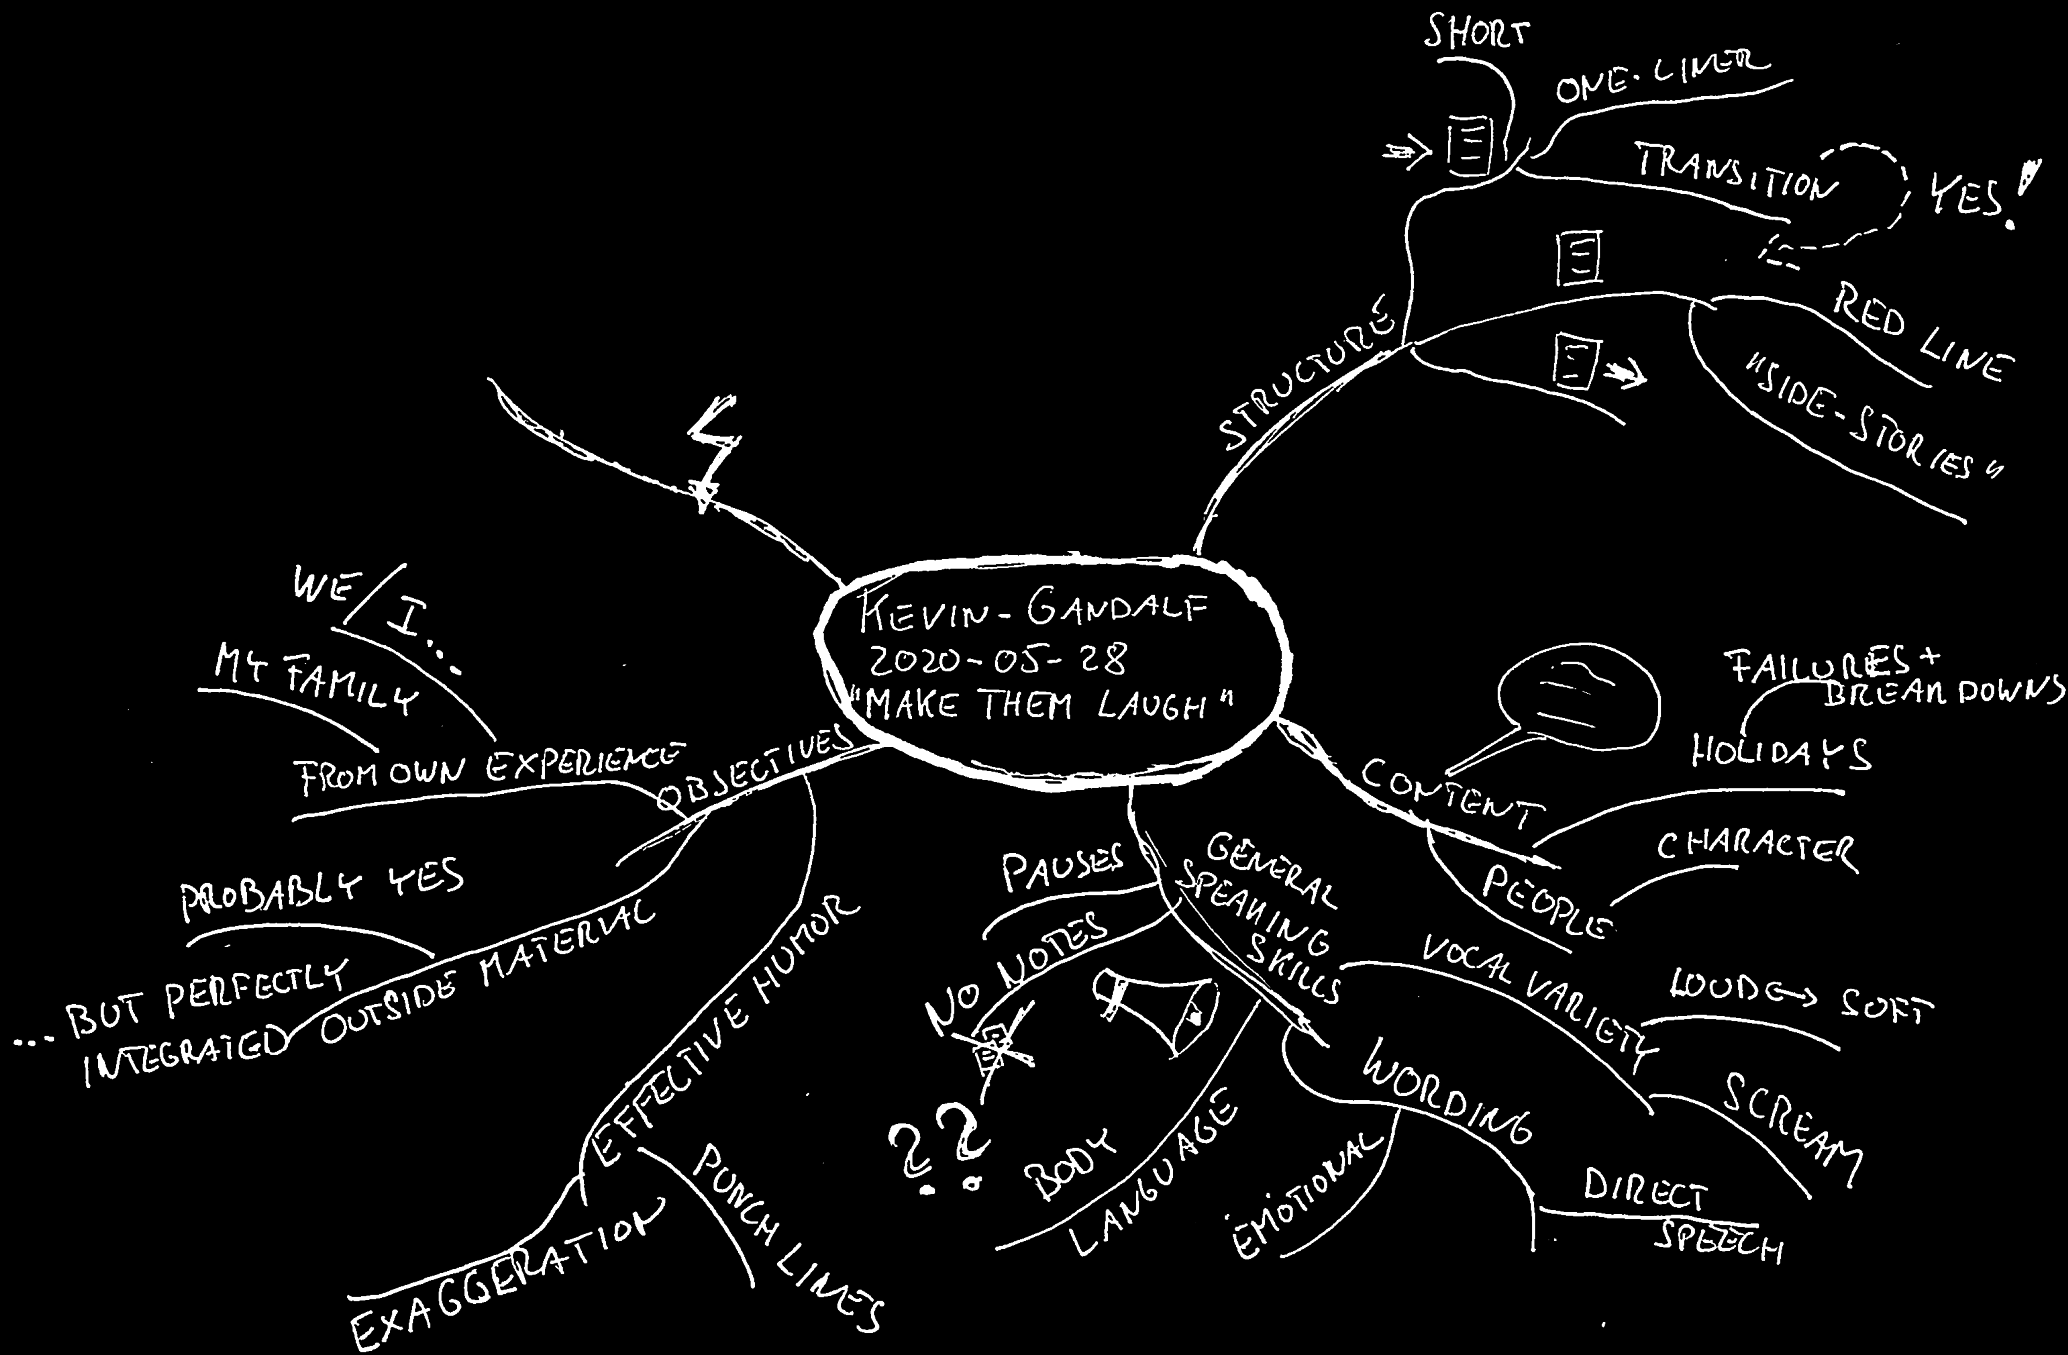 KEVIN-GANDALF
2020-05-28
"MAKE THEM LAUGH"
STRUCTURE
SHORT
ONE-LINER
TRANSITION
YES!
RED LINE
"SIDE-STORIES"
CONTENT
HOLIDAYS
FAILURES +
BREAKDOWNS
PEOPLE
CHARACTER
GENERAL
SPEAKING
SKILLS
VOCAL VARIETY
LOUD ↔ SOFT
SCREAM
WORDING
DIRECT
SPEECH
EMOTIONAL
BODY
LANGUAGE
NO NOTES
??
PAUSES
OBJECTIVES
EFFECTIVE HUMOR
PUNCH LINES
EXAGGERATION
OUTSIDE MATERIAL
PROBABLY YES
... BUT PERFECTLY
INTEGRATED
FROM OWN EXPERIENCE
MY FAMILY
WE/I...